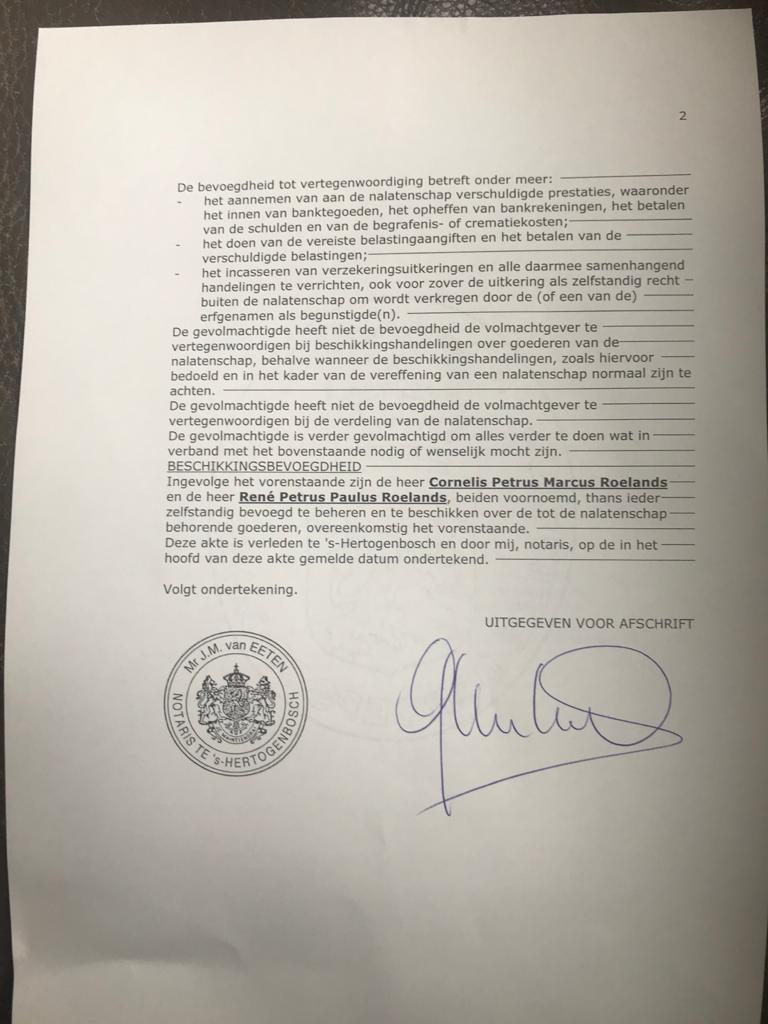 2
De bevoegdheid tot vertegenwoordiging betreft onder meer:
- het aannemen van aan de nalatenschap verschuldigde prestaties, waaronder
het innen van banktegoeden, het opheffen van bankrekeningen, het betalen
van de schulden en van de begrafenis- of crematiekosten;
- het doen van de vereiste belastingaangiften en het betalen van de
verschuldigde belastingen;
- het incasseren van verzekeringsuitkeringen en alle daarmee samenhangend
handelingen te verrichten, ook voor zover de uitkering als zelfstandig recht
buiten de nalatenschap om wordt verkregen door de (of een van de)
erfgenamen als begunstigde(n).
De gevolmachtigde heeft niet de bevoegdheid de volmachtgever te
vertegenwoordigen bij beschikkingshandelingen over goederen van de
nalatenschap, behalve wanneer de beschikkingshandelingen, zoals hiervoor
bedoeld en in het kader van de vereffening van een nalatenschap normaal zijn te
achten.
De gevolmachtigde heeft niet de bevoegdheid de volmachtgever te
vertegenwoordigen bij de verdeling van de nalatenschap.
De gevolmachtigde is verder gevolmachtigd om alles verder te doen wat in
verband met het bovenstaande nodig of wenselijk mocht zijn.
BESCHIKKINGSBEVOEGDHEID
Ingevolge het vorenstaande zijn de heer Cornelis Petrus Marcus Roelands
en de heer René Petrus Paulus Roelands, beiden voornoemd, thans ieder
zelfstandig bevoegd te beheren en te beschikken over de tot de nalatenschap
behorende goederen, overeenkomstig het vorenstaande.
Deze akte is verleden te 's-Hertogenbosch en door mij, notaris, op de in het
hoofd van deze akte gemelde datum ondertekend.
Volgt ondertekening.
UITGEGEVEN VOOR AFSCHRIFT
Mr J.M. van EETEN
NOTARIS TE 's-HERTOGENBOSCH